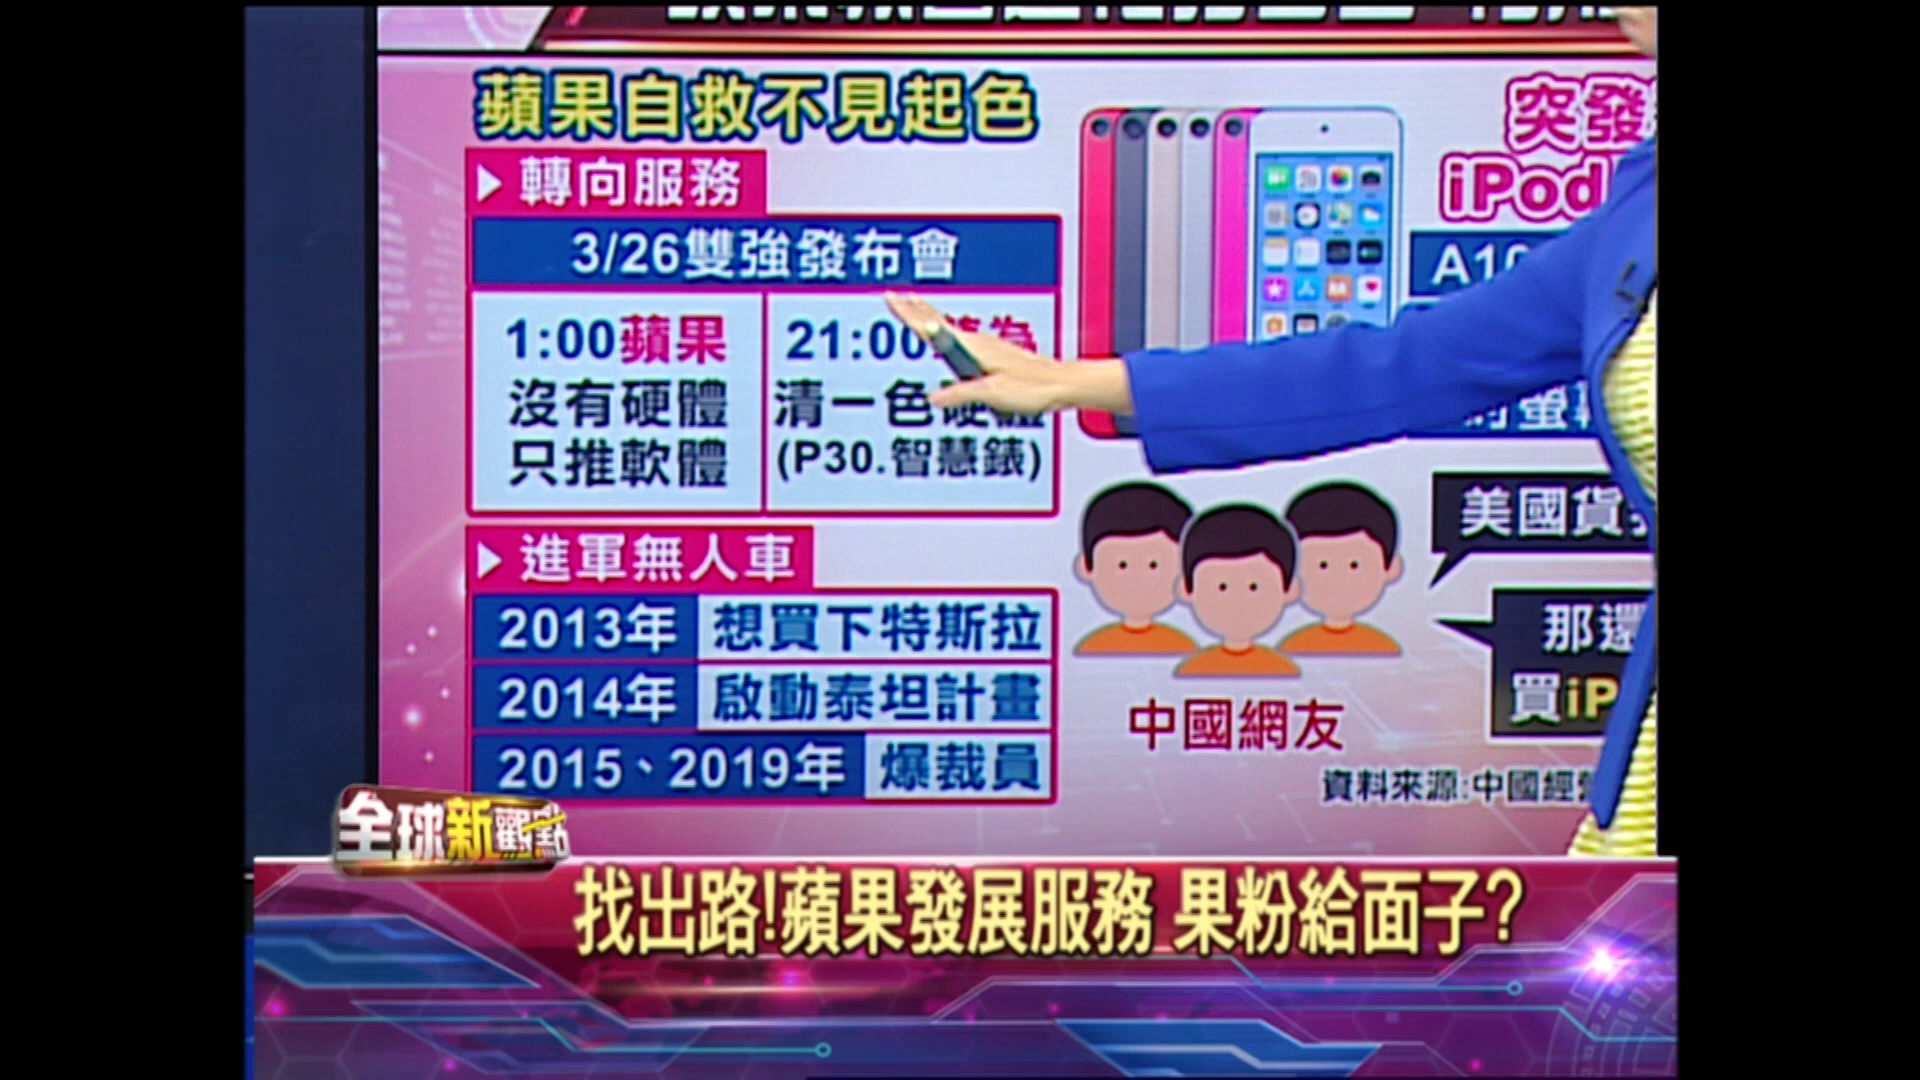 蘋果自救不見起色
轉向服務
3/26雙強發布會
1:00蘋果
沒有硬體
只推軟體
21:00
清一色硬體
(P30.智慧錶)
進軍無人車
2013年 想買下特斯拉
2014年 啟動泰坦計畫
2015、2019年 爆裁員
突發
iPod
A10
美國貨
那還
買iP
中國網友
資料來源:中國經
全球新觀點
找出路!蘋果發展服務 果粉給面子?